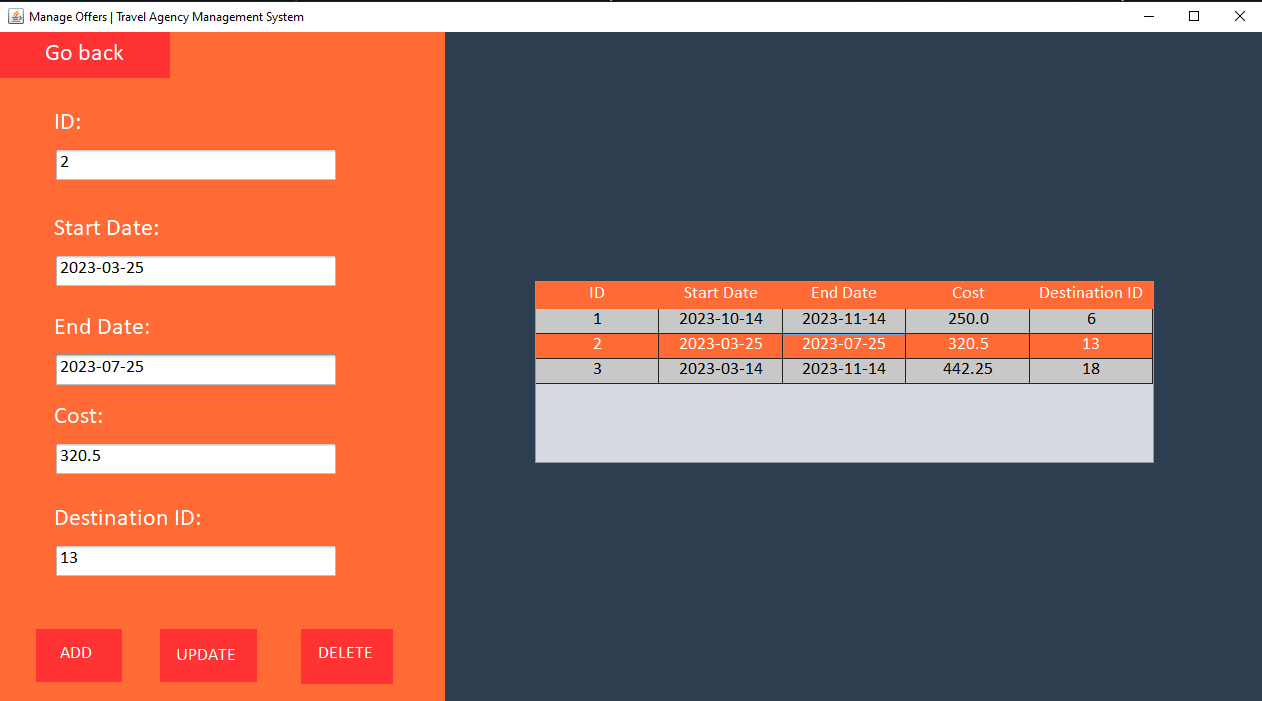 Manage Offers | Travel Agency Management System
Go back
ID:
2
Start Date:
2023-03-25
End Date:
2023-07-25
Cost:
320.5
Destination ID:
13
ADD UPDATE DELETE
ID Start Date End Date Cost Destination ID
1 2023-10-14 2023-11-14 250.0 6
2 2023-03-25 2023-07-25 320.5 13
3 2023-03-14 2023-11-14 442.25 18